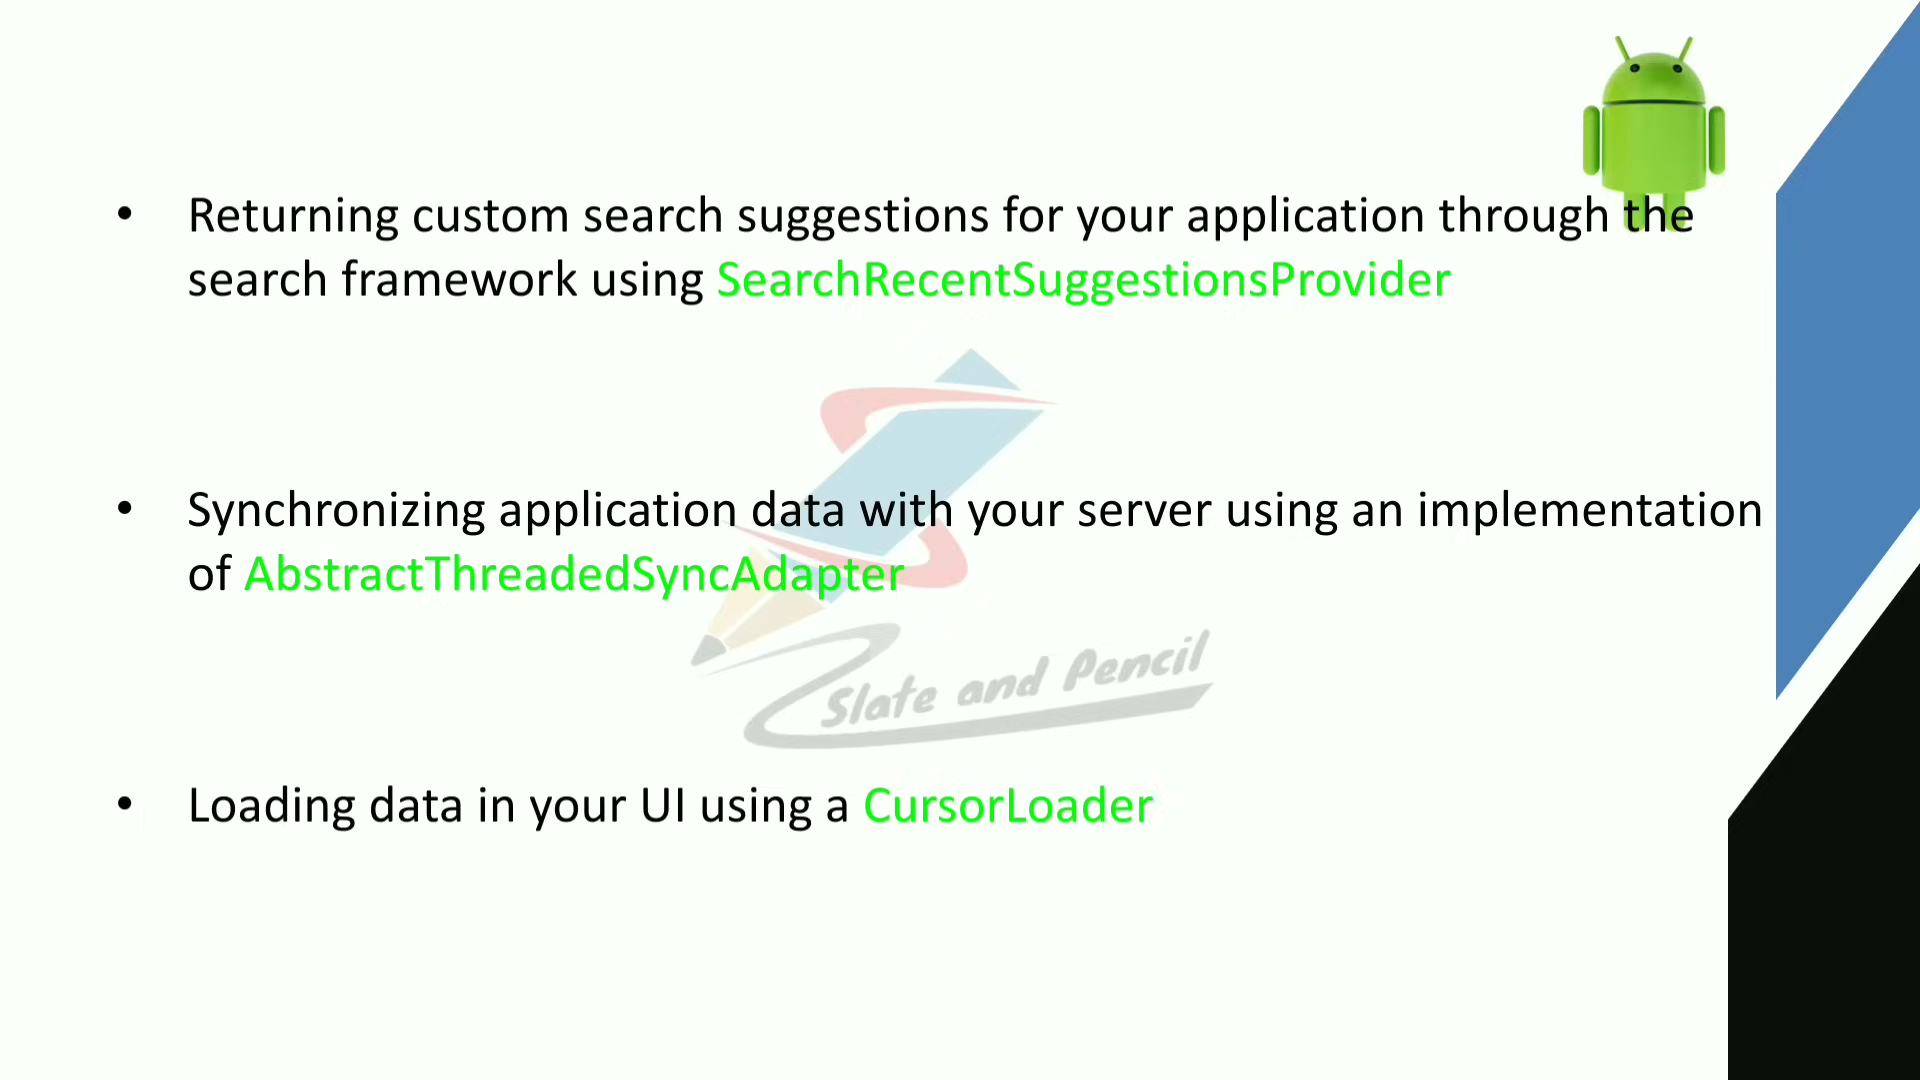 • Returning custom search suggestions for your application through the
search framework using SearchRecentSuggestionsProvider
• Synchronizing application data with your server using an implementation
of AbstractThreadedSyncAdapter
Slate and Pencil
• Loading data in your UI using a CursorLoader